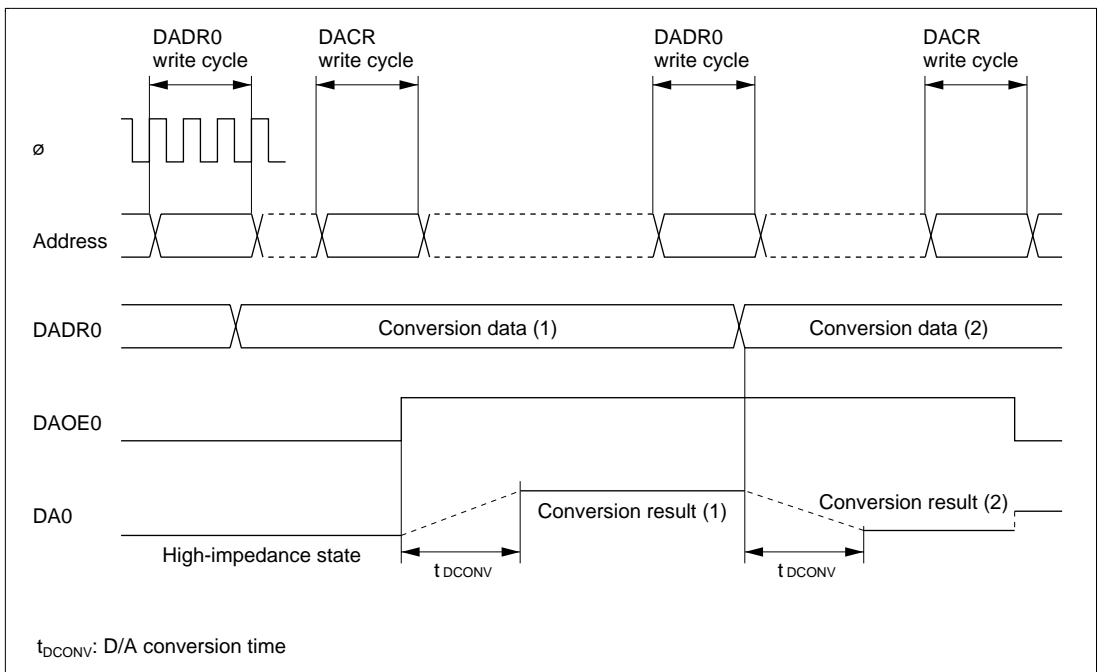 DADR0
write cycle
DACR
write cycle
DADR0
write cycle
DACR
write cycle
ø
Address
DADR0
Conversion data (1)
Conversion data (2)
DAOE0
DA0
Conversion result (1)
Conversion result (2)
High-impedance state
t DCONV
t DCONV
tDCONV: D/A conversion time